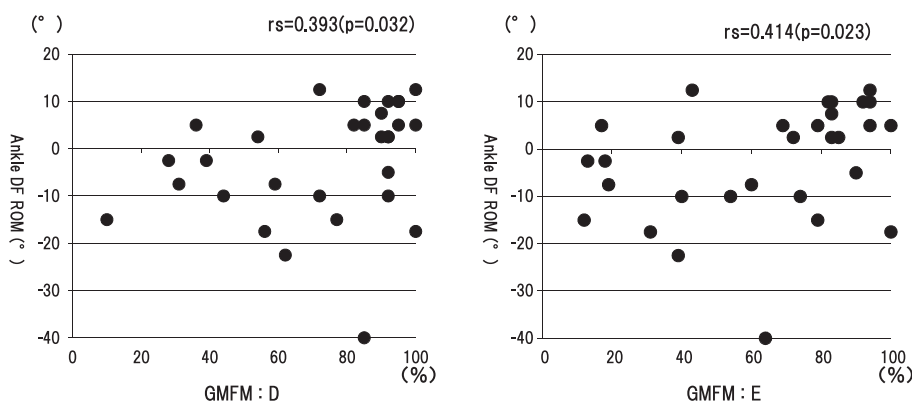 (°)
rs=0.393(p=0.032)
20
10
0
-10
-20
-30
-40
Ankle DF ROM (°)
0 20 40 60 80 100
(%)
GMFM : D
(°)
rs=0.414(p=0.023)
20
10
0
-10
-20
-30
-40
Ankle DF ROM (°)
0 20 40 60 80 100
(%)
GMFM : E